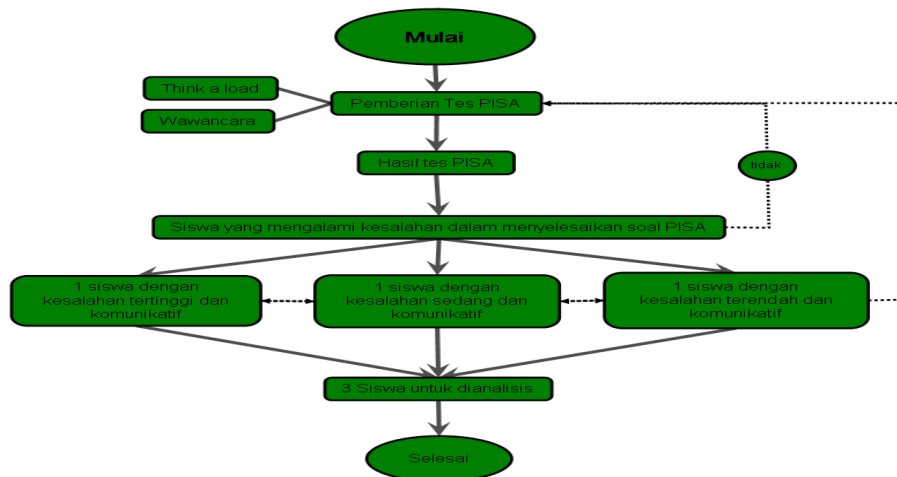 Mulai
Think a load
Pemberian Tes PISA
Wawancara
Hasil tes PISA
tidak
Siswa yang mengalami kesalahan dalam menyelesaikan soal PISA
1 siswa dengan
kesalahan tertinggi dan
komunikatif
1 siswa dengan
kesalahan sedang dan
komunikatif
1 siswa dengan
kesalahan terendah dan
komunikatif
3 Siswa untuk dianalisis
Selesai